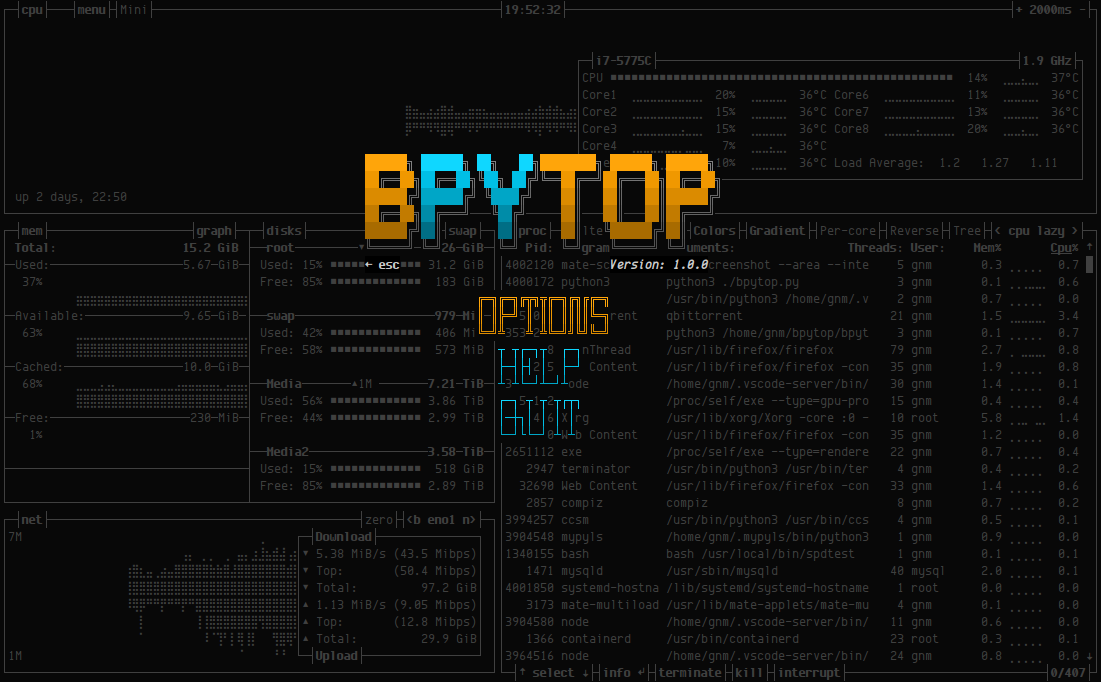 cpu menu Mini 19:52:32 + 2000ms -
i7-5775C 1.9 GHz
CPU 14% 37°C
Core1 20% 36°C Core6 11% 36°C
Core2 15% 36°C Core7 13% 36°C
Core3 15% 36°C Core8 20% 36°C
Core4 7% 36°C
10% 36°C Load Average: 1.2 1.27 1.11
up 2 days, 22:50
BPYTOP
← esc
Version: 1.0.0
OPTIONS
HELP
QUIT
mem graph
Total: 15.2 GiB
Used: 5.67 GiB
37%
Available: 9.65 GiB
63%
Cached: 10.0 GiB
68%
Free: 230 MiB
1%
disks swap
root ▼ 26 GiB
Used: 15% 31.2 GiB
Free: 85% 183 GiB
swap 979 Mi
Used: 42% 406 Mi
Free: 58% 573 MiB
Media ▲1M 7.21 TiB
Used: 56% 3.86 TiB
Free: 44% 2.99 TiB
Media2 3.58 TiB
Used: 15% 518 GiB
Free: 85% 2.89 TiB
net zero <b eno1 n>
7M
Download
▼ 5.38 MiB/s (43.5 Mibps)
▼ Top: (50.4 Mibps)
▼ Total: 97.2 GiB
▲ 1.13 MiB/s (9.05 Mibps)
▲ Top: (12.8 Mibps)
▲ Total: 29.9 GiB
Upload
1M
proc Colors Gradient Per-core Reverse Tree < cpu lazy >
Pid: gram uments: Threads: User: Mem% Cpu% ↑
4002120 mate-sc creenshot --area --inte 5 gnm 0.3 0.7
4000172 python3 python3 ./bpytop.py 3 gnm 0.1 0.6
/usr/bin/python3 /home/gnm/.v 2 gnm 0.7 0.0
rent qbittorrent 21 gnm 1.5 3.4
python3 /home/gnm/bpytop/bpyt 3 gnm 0.1 0.7
nThread /usr/lib/firefox/firefox 79 gnm 2.7 0.8
Content /usr/lib/firefox/firefox -con 35 gnm 1.9 0.8
ode /home/gnm/.vscode-server/bin/ 30 gnm 1.4 0.1
/proc/self/exe --type=gpu-pro 15 gnm 0.4 0.4
Xorg /usr/lib/xorg/Xorg -core :0 - 10 root 5.8 1.4
Web Content /usr/lib/firefox/firefox -con 35 gnm 1.2 0.0
2651112 exe /proc/self/exe --type=rendere 22 gnm 0.7 0.4
2947 terminator /usr/bin/python3 /usr/bin/ter 4 gnm 0.4 0.2
32690 Web Content /usr/lib/firefox/firefox -con 33 gnm 1.4 0.6
2857 compiz compiz 8 gnm 0.7 0.2
3994257 ccsm /usr/bin/python3 /usr/bin/ccs 4 gnm 0.5 0.1
3904548 mypyls /home/gnm/.mypyls/bin/python3 1 gnm 0.9 0.0
1340155 bash bash /usr/local/bin/spdtest 1 gnm 0.1 0.1
1471 mysqld /usr/sbin/mysqld 40 mysql 2.0 0.1
4001850 systemd-hostna /lib/systemd/systemd-hostname 1 root 0.0 0.0
3173 mate-multiload /usr/lib/mate-applets/mate-mu 4 gnm 0.1 0.0
3904580 node /home/gnm/.vscode-server/bin/ 11 gnm 0.6 0.0
1366 containerd /usr/bin/containerd 23 root 0.3 0.1
3964516 node /home/gnm/.vscode-server/bin/ 24 gnm 0.8 0.0 ↓
↑ select ↓ info ↲ terminate kill interrupt 0/407